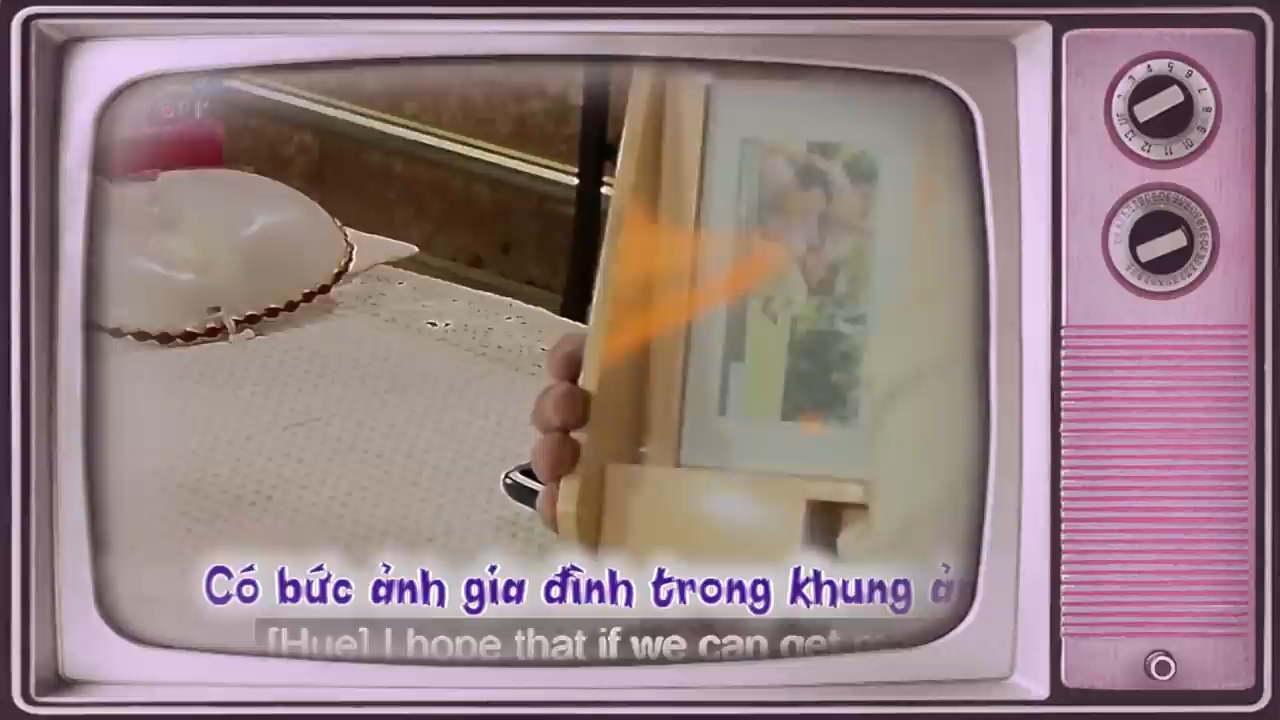 Có bức ảnh gia đình trong khung
[Hue] I hope that if we can get